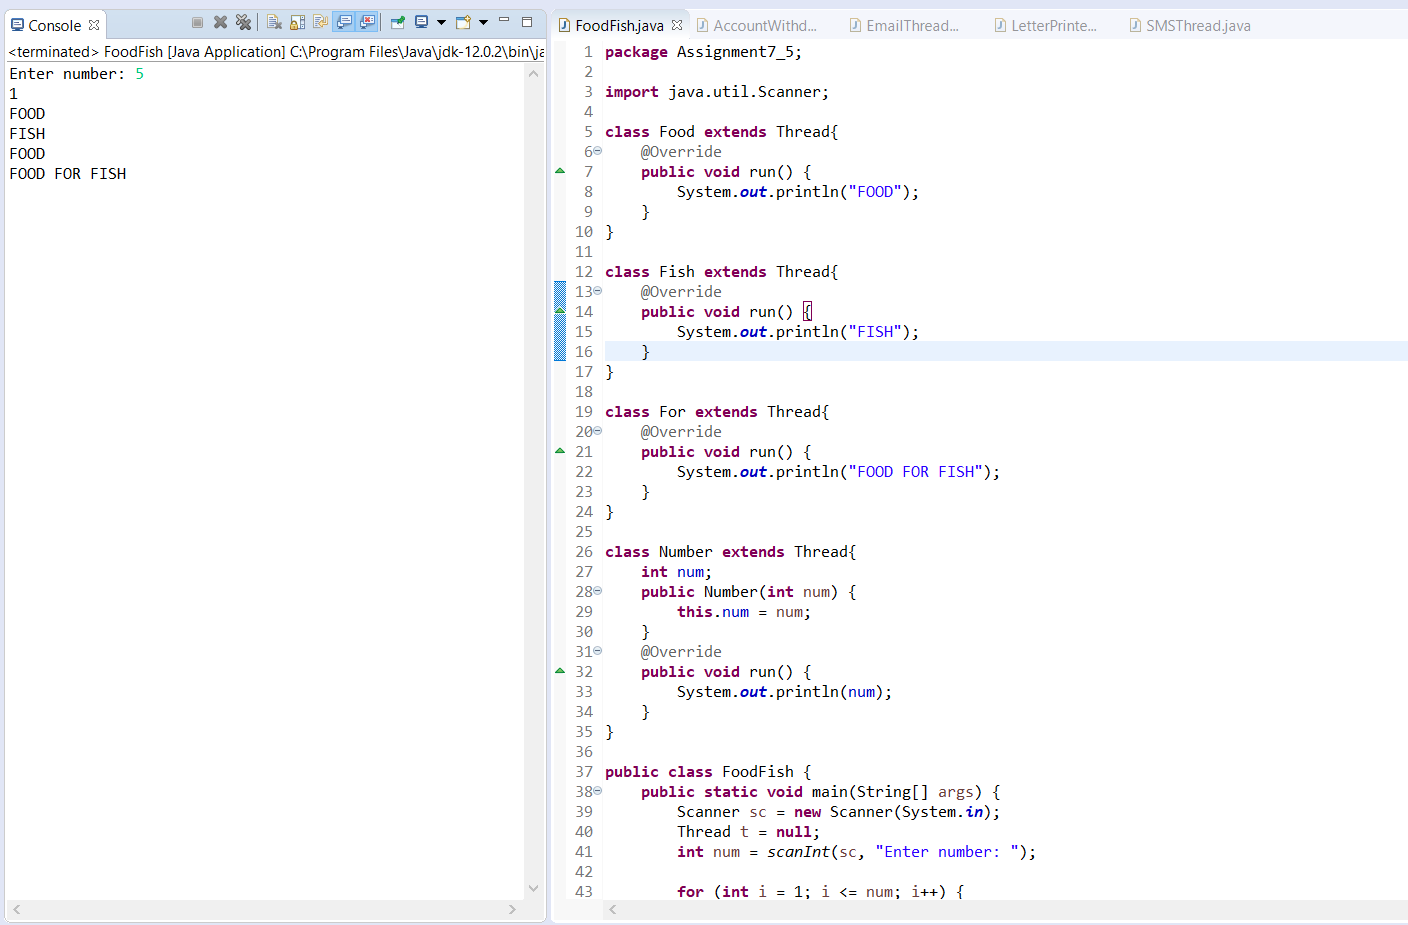 Console
<terminated> FoodFish [Java Application] C:\Program Files\Java\jdk-12.0.2\bin\ja
Enter number: 5
1
FOOD
FISH
FOOD
FOOD FOR FISH
FoodFish.java AccountWithd... EmailThread... LetterPrinte... SMSThread.java
1 package Assignment7_5;
2
3 import java.util.Scanner;
4
5 class Food extends Thread{
6 @Override
7 public void run() {
8 System.out.println("FOOD");
9 }
10 }
11
12 class Fish extends Thread{
13 @Override
14 public void run() {
15 System.out.println("FISH");
16 }
17 }
18
19 class For extends Thread{
20 @Override
21 public void run() {
22 System.out.println("FOOD FOR FISH");
23 }
24 }
25
26 class Number extends Thread{
27 int num;
28 public Number(int num) {
29 this.num = num;
30 }
31 @Override
32 public void run() {
33 System.out.println(num);
34 }
35 }
36
37 public class FoodFish {
38 public static void main(String[] args) {
39 Scanner sc = new Scanner(System.in);
40 Thread t = null;
41 int num = scanInt(sc, "Enter number: ");
42
43 for (int i = 1; i <= num; i++) {